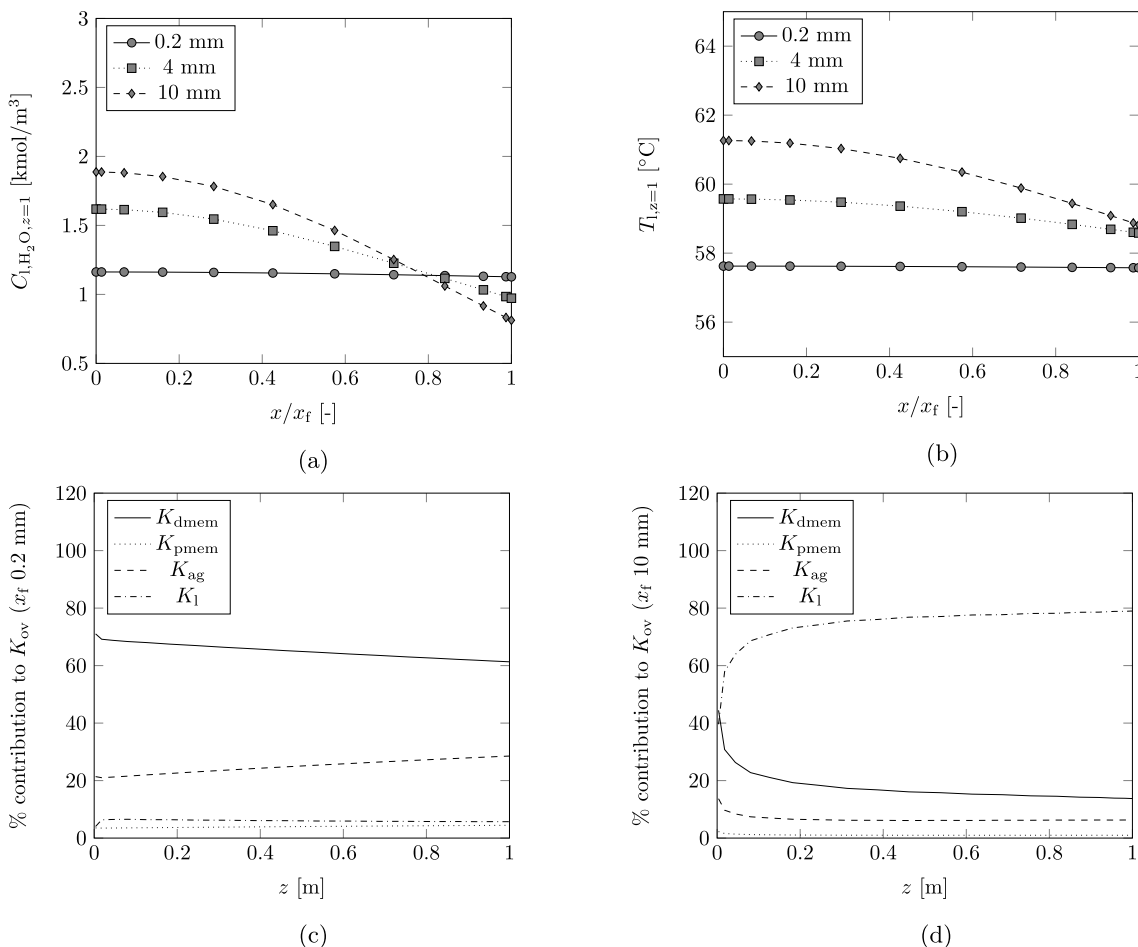 3
2.5
2
1.5
1
0.5
0 0.2 0.4 0.6 0.8 1
x/x_f [-]
C_l,H₂O,z=1 [kmol/m³]
0.2 mm
4 mm
10 mm
(a)
64
62
60
58
56
0 0.2 0.4 0.6 0.8 1
x/x_f [-]
T_l,z=1 [°C]
0.2 mm
4 mm
10 mm
(b)
120
100
80
60
40
20
0
0 0.2 0.4 0.6 0.8 1
z [m]
% contribution to K_ov (x_f 0.2 mm)
K_dmem
K_pmem
K_ag
K_l
(c)
120
100
80
60
40
20
0
0 0.2 0.4 0.6 0.8 1
z [m]
% contribution to K_ov (x_f 10 mm)
K_dmem
K_pmem
K_ag
K_l
(d)